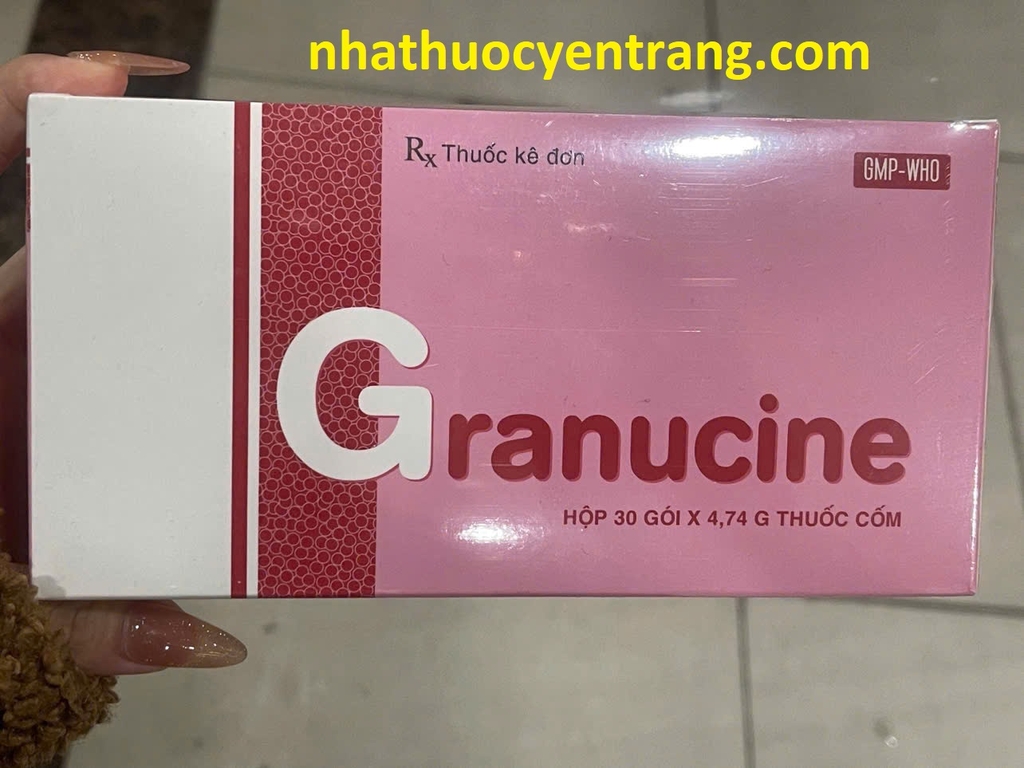 nhathuocyentrang.com
Rx Thuốc kê đơn
GMP-WHO
Granucine
HỘP 30 GÓI X 4,74 G THUỐC CỐM